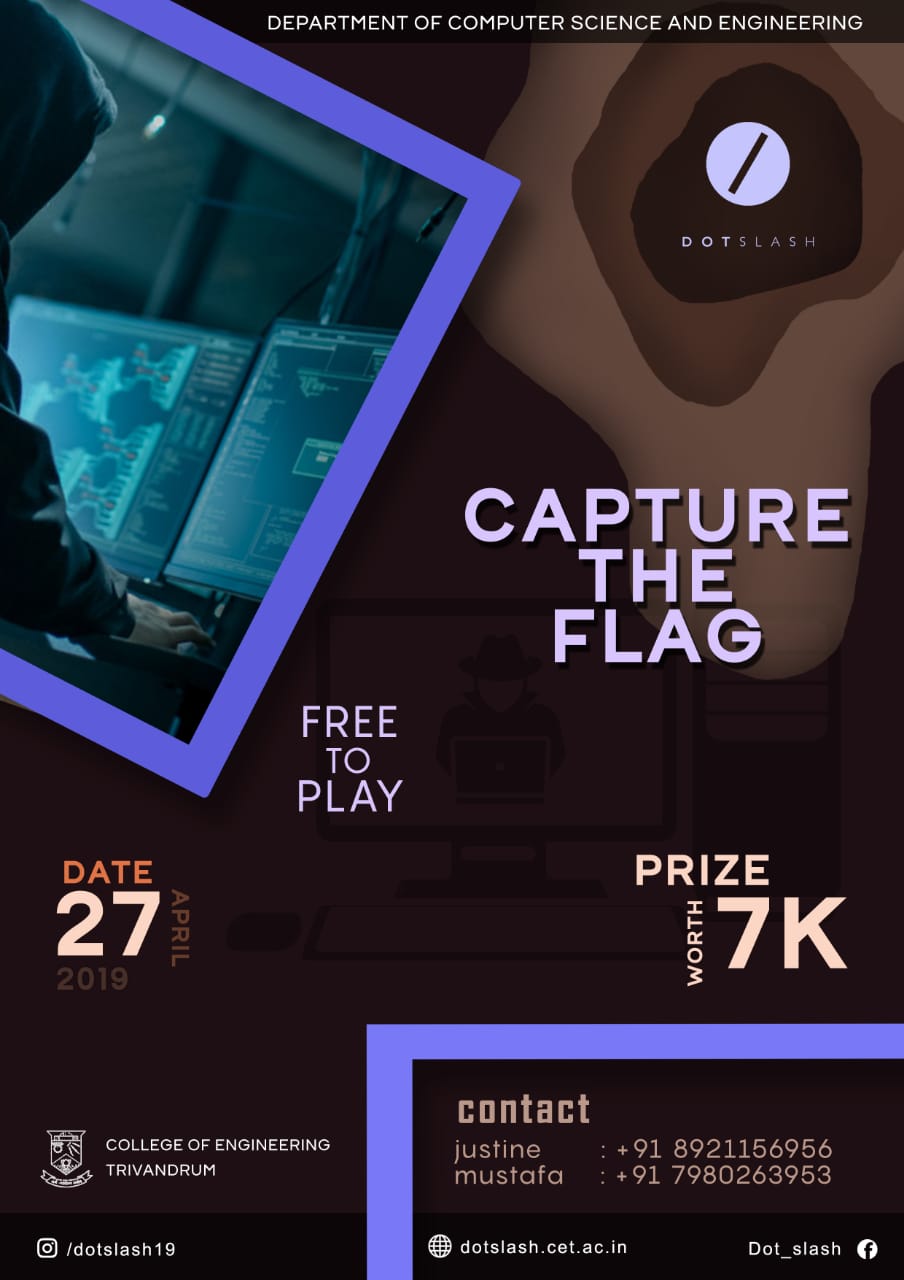 DEPARTMENT OF COMPUTER SCIENCE AND ENGINEERING
DOTSLASH
CAPTURE
THE
FLAG
FREE
TO
PLAY
DATE
27
APRIL
2019
PRIZE
WORTH
7K
contact
justine : +91 8921156956
mustafa : +91 7980263953
COLLEGE OF ENGINEERING
TRIVANDRUM
/dotslash19
dotslash.cet.ac.in
Dot_slash